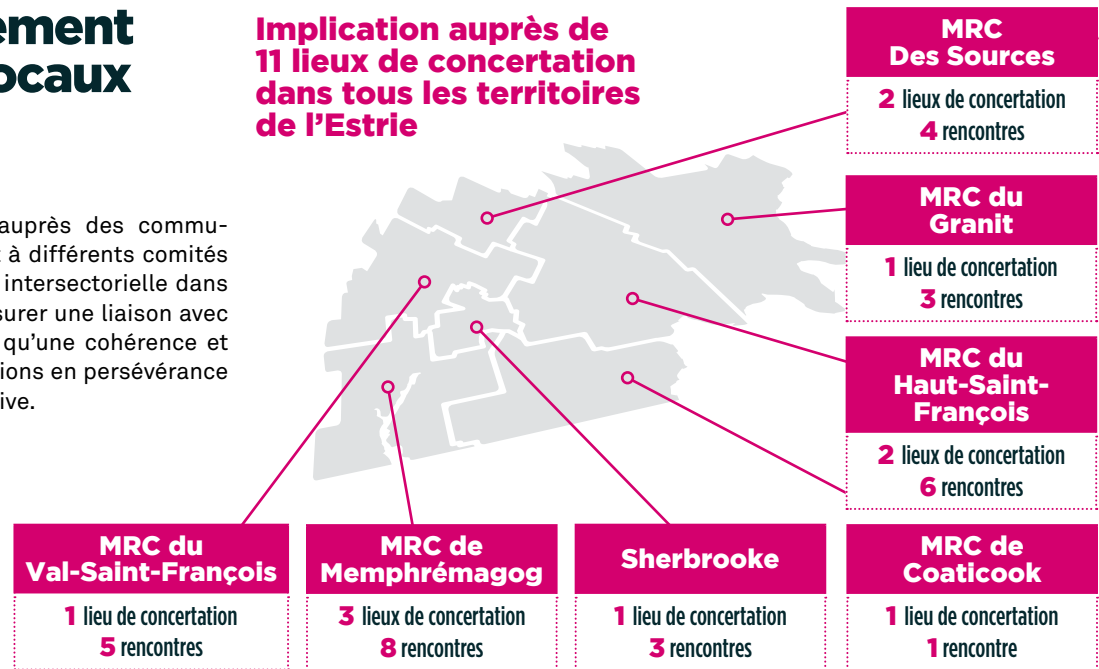 ement
ocaux
auprès des commu-
t à différents comités
intersectorielle dans
surer une liaison avec
qu'une cohérence et
tions en persévérance
ive.
Implication auprès de
11 lieux de concertation
dans tous les territoires
de l'Estrie
MRC
Des Sources
2 lieux de concertation
4 rencontres
MRC du
Granit
1 lieu de concertation
3 rencontres
MRC du
Haut-Saint-
François
2 lieux de concertation
6 rencontres
MRC du
Val-Saint-François
1 lieu de concertation
5 rencontres
MRC de
Memphrémagog
3 lieux de concertation
8 rencontres
Sherbrooke
1 lieu de concertation
3 rencontres
MRC de
Coaticook
1 lieu de concertation
1 rencontre